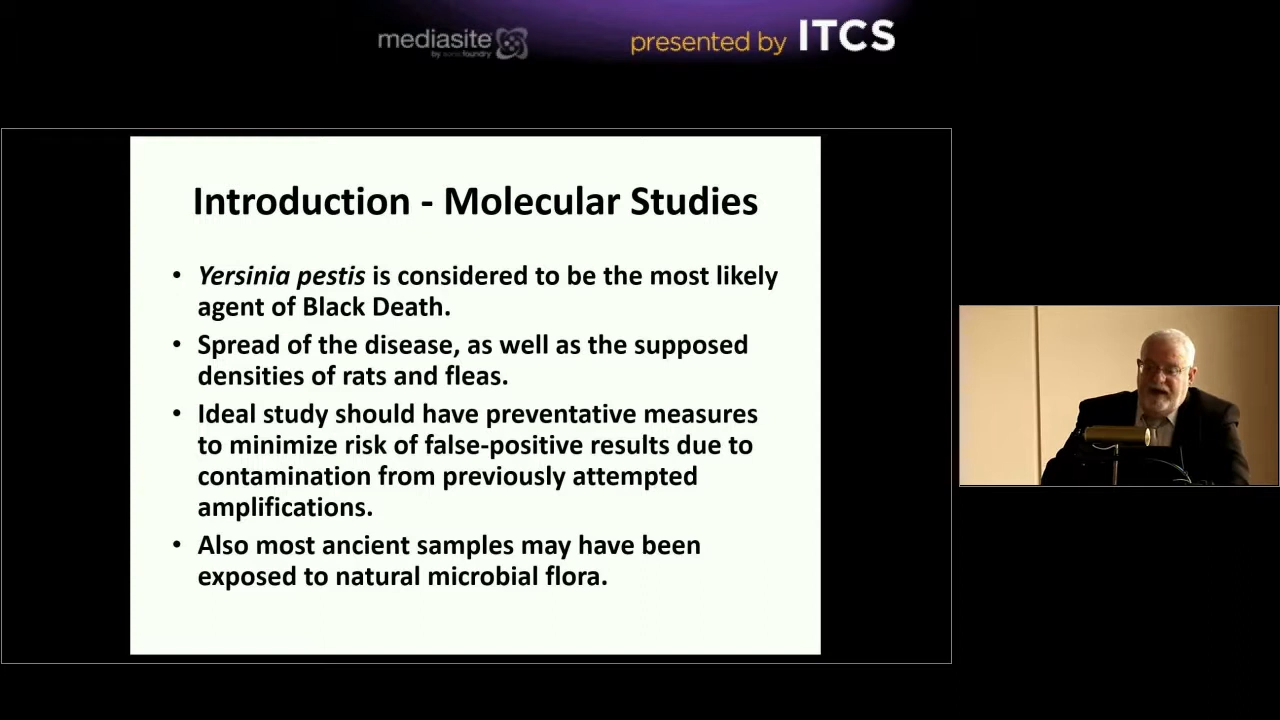 mediasite
by sonicfoundry
presented by ITCS
Introduction - Molecular Studies
• Yersinia pestis is considered to be the most likely
agent of Black Death.
• Spread of the disease, as well as the supposed
densities of rats and fleas.
• Ideal study should have preventative measures
to minimize risk of false-positive results due to
contamination from previously attempted
amplifications.
• Also most ancient samples may have been
exposed to natural microbial flora.